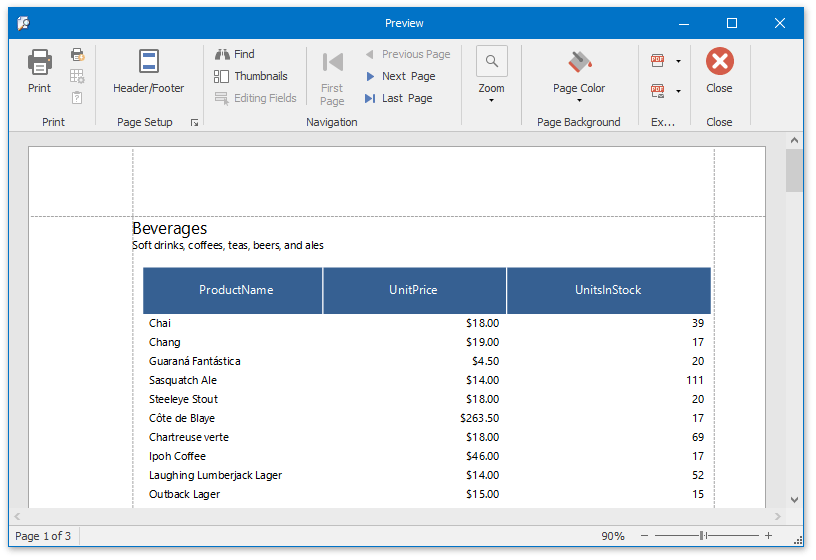 Preview
Print
Header/Footer
Find
Thumbnails
Editing Fields
First
Page
Previous Page
Next Page
Last Page
Zoom
Page Color
PDF
PDF
Close
Print
Page Setup
Navigation
Page Background
Ex...
Close
Beverages
Soft drinks, coffees, teas, beers, and ales
ProductName UnitPrice UnitsInStock
Chai $18.00 39
Chang $19.00 17
Guaraná Fantástica $4.50 20
Sasquatch Ale $14.00 111
Steeleye Stout $18.00 20
Côte de Blaye $263.50 17
Chartreuse verte $18.00 69
Ipoh Coffee $46.00 17
Laughing Lumberjack Lager $14.00 52
Outback Lager $15.00 15
Page 1 of 3 90%